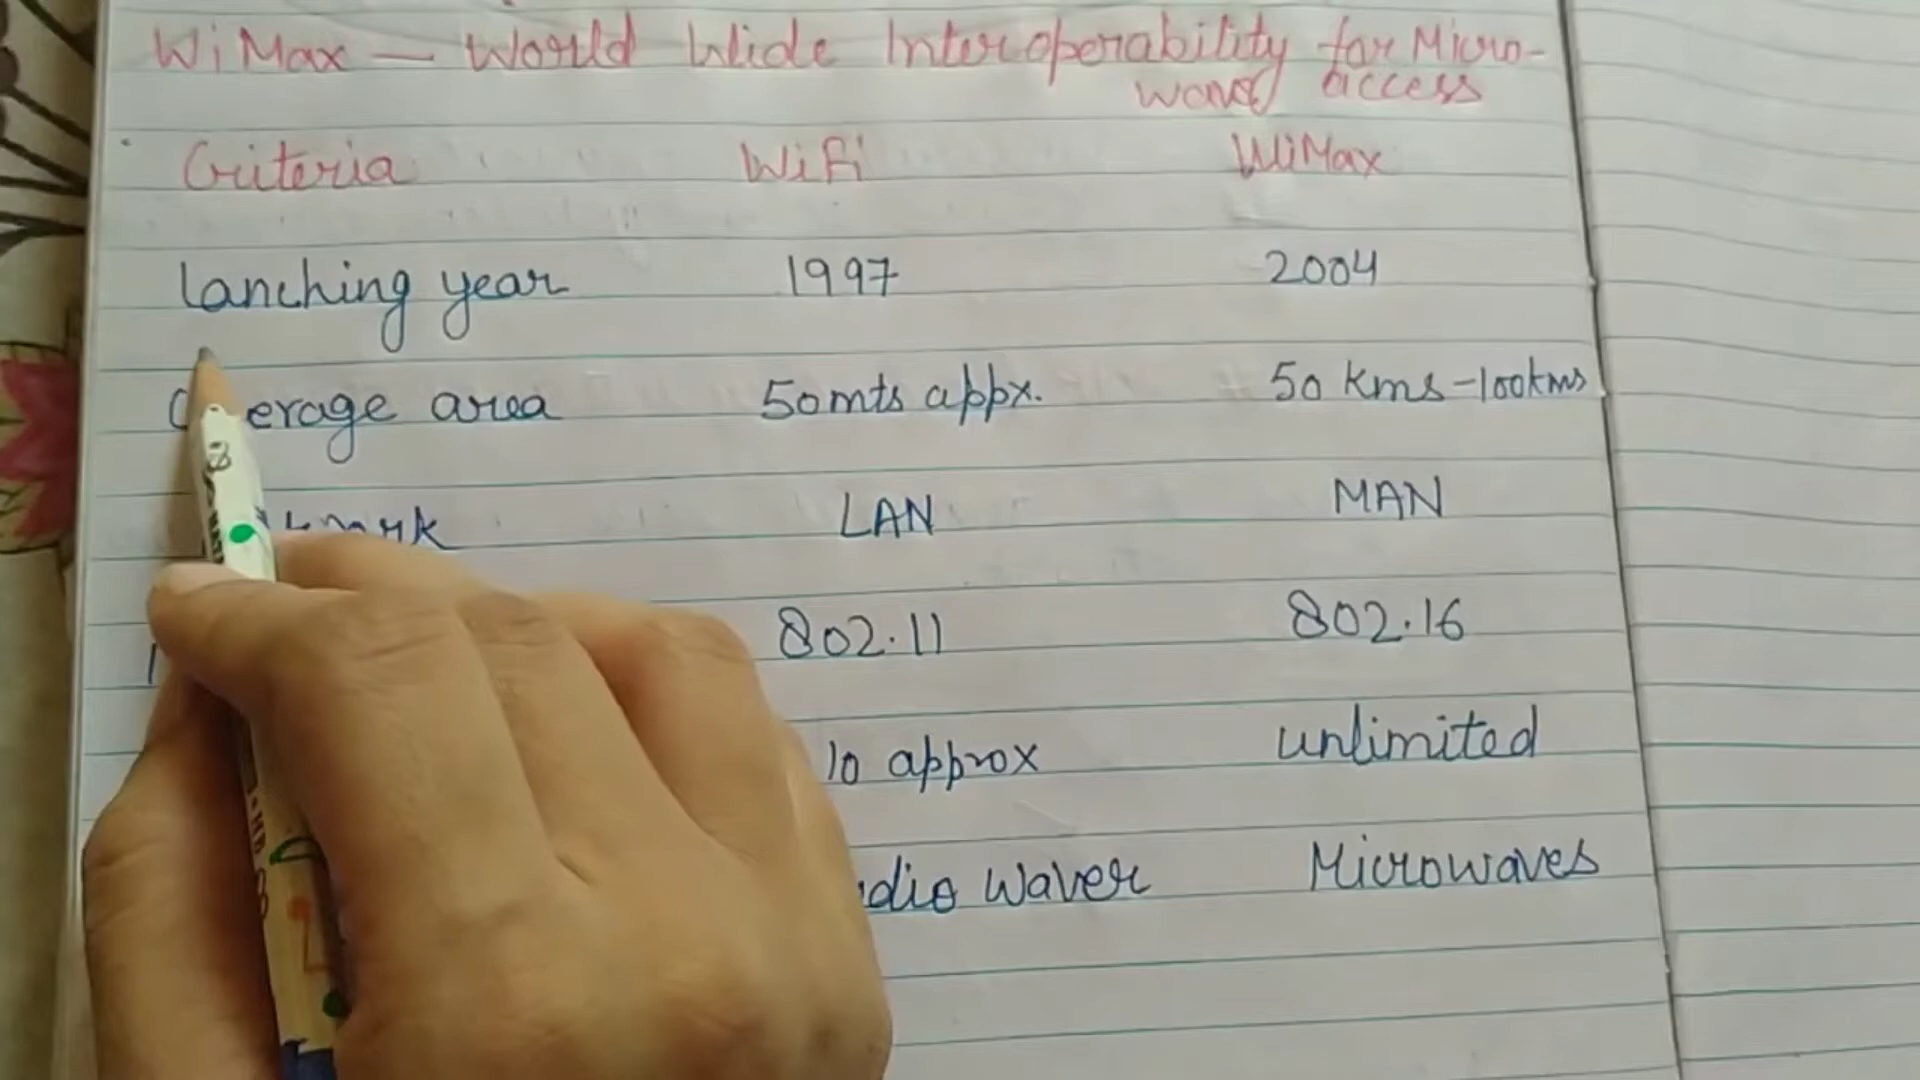 WiMax — World Wide Interoperability for Micro-
wave access
Criteria WiFi WiMax
Lanching year 1997 2004
erage area 50mts appx. 50 kms-100kms
LAN MAN
802.11 802.16
10 approx unlimited
dio Waver Microwaves